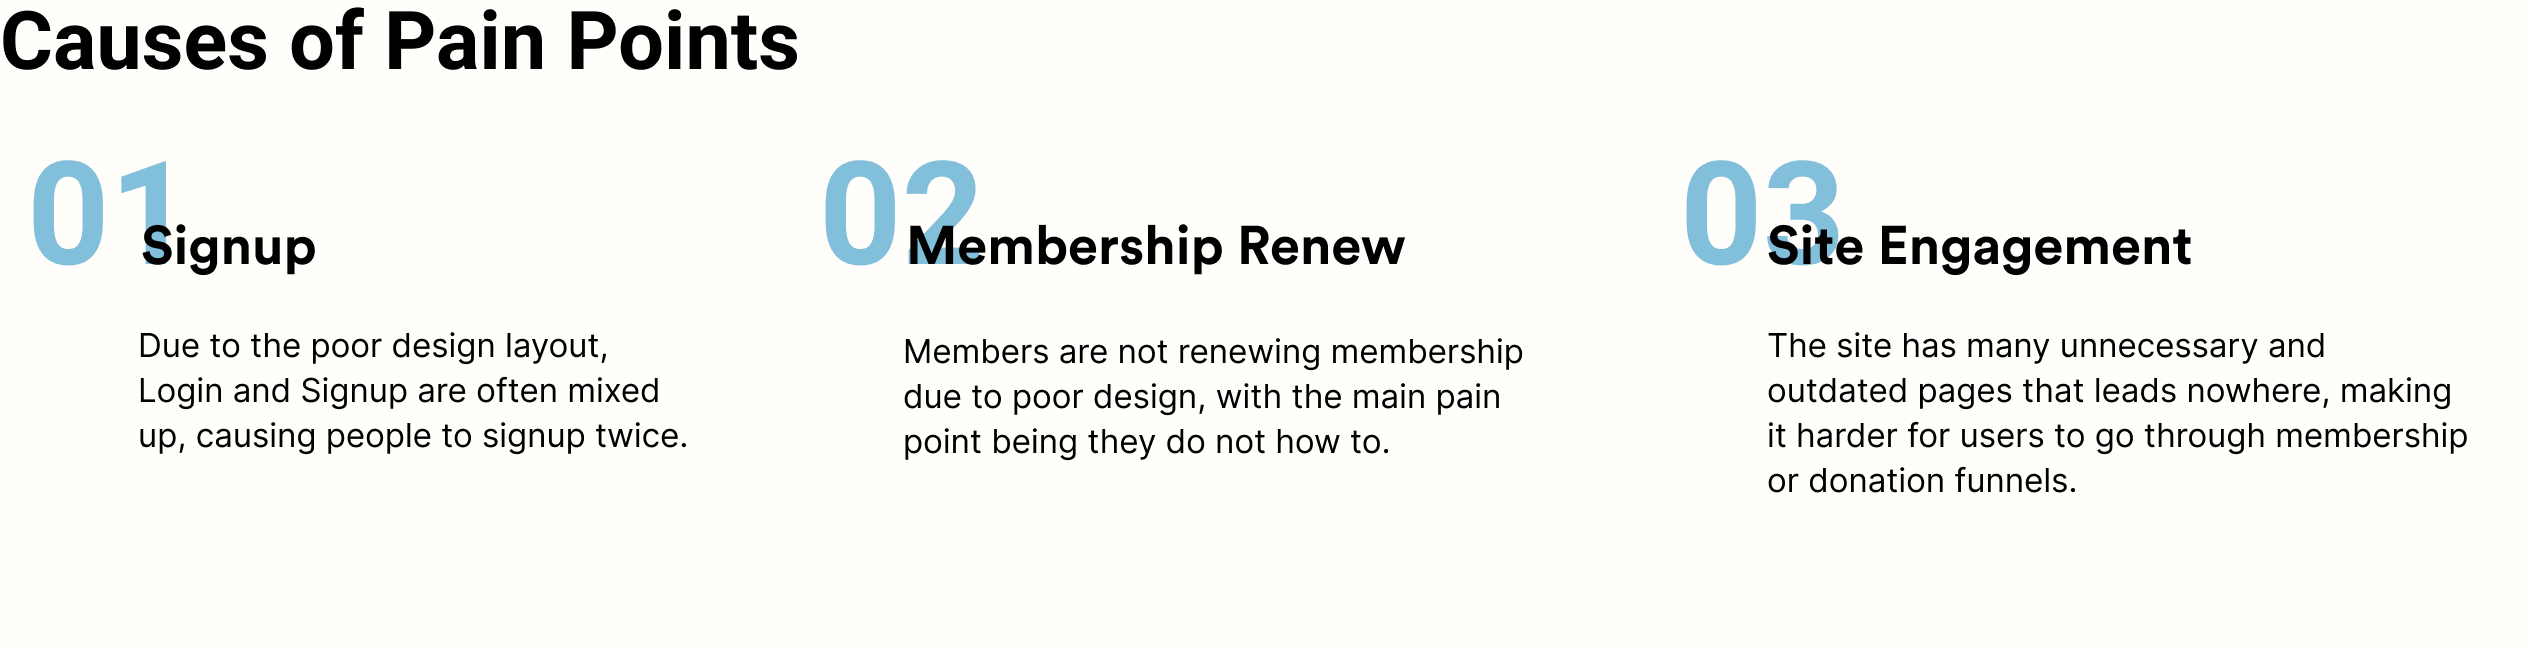 Causes of Pain Points
01
Signup
Due to the poor design layout,
Login and Signup are often mixed
up, causing people to signup twice.
02
Membership Renew
Members are not renewing membership
due to poor design, with the main pain
point being they do not how to.
03
Site Engagement
The site has many unnecessary and
outdated pages that leads nowhere, making
it harder for users to go through membership
or donation funnels.